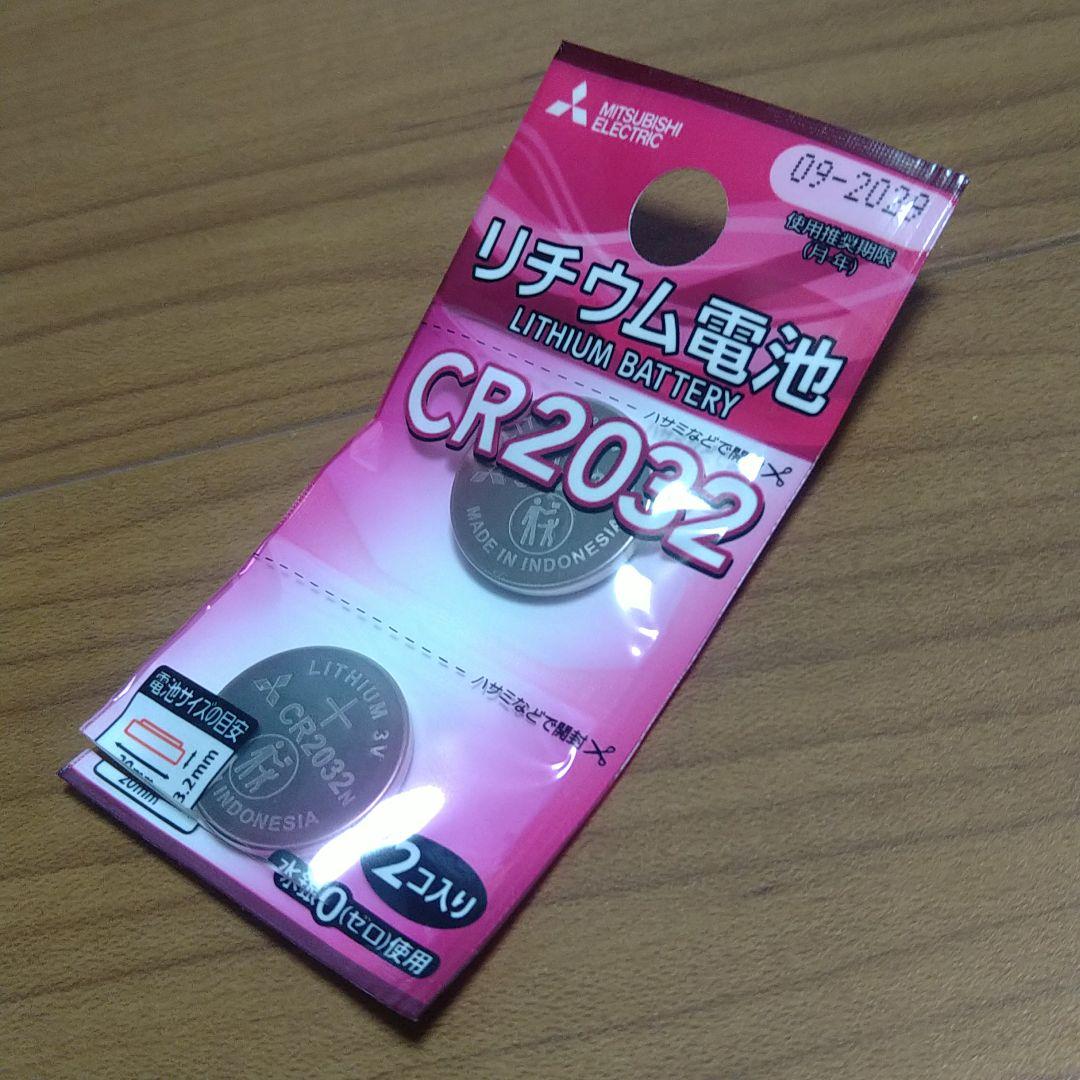 MITSUBISHI
ELECTRIC
09-2029
使用推奨期限
(月-年)
リチウム電池
LITHIUM BATTERY
CR2032
ハサミなどで開封
MADE IN INDONESIA
ハサミなどで開封
LITHIUM 3V
+
CR2032N
INDONESIA
電池サイズの目安
3.2mm
20mm
20mm
2コ入り
水銀0(ゼロ)使用